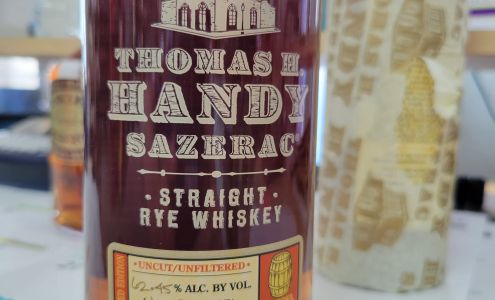 THOMAS H
HANDY
SAZERAC
STRAIGHT
RYE WHISKEY
• UNCUT/UNFILTERED •
62.45% ALC. BY VOL.